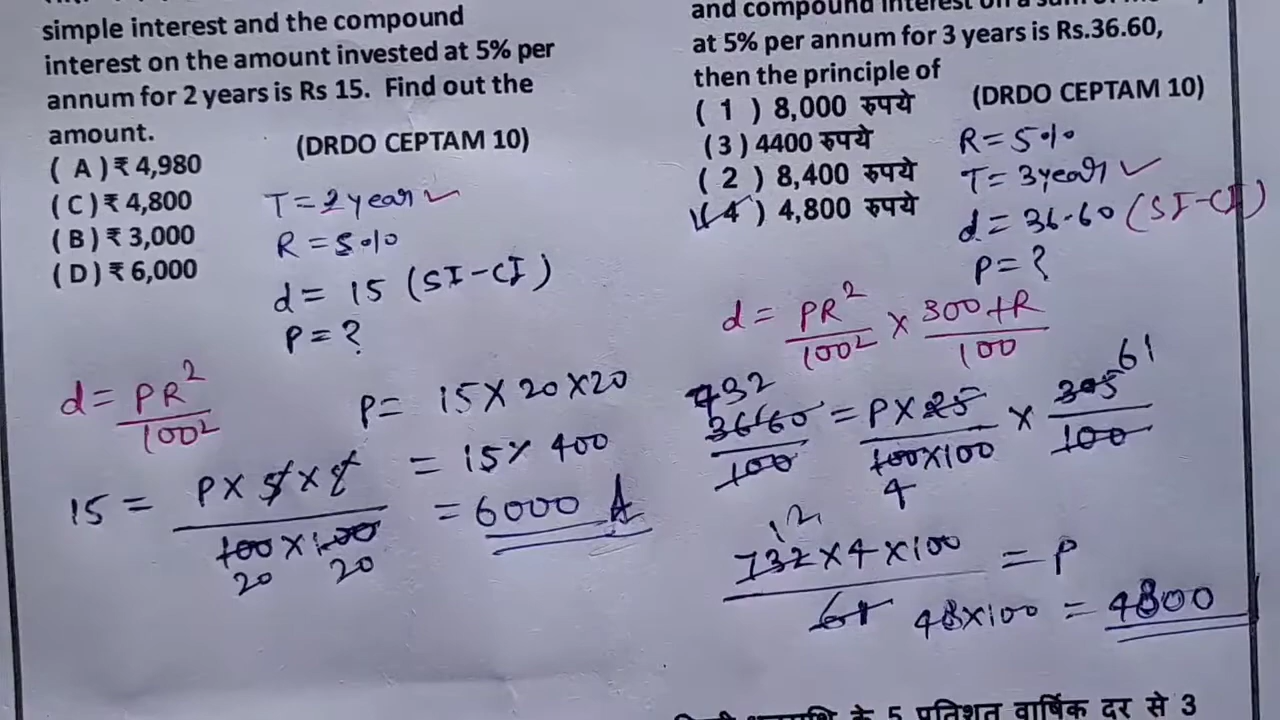 simple interest and the compound
interest on the amount invested at 5% per
annum for 2 years is Rs 15. Find out the
amount.
(DRDO CEPTAM 10)
( A ) ₹ 4,980
( C ) ₹ 4,800
( B ) ₹ 3,000
( D ) ₹ 6,000
T = 2 year ✓
R = 5%
d = 15 (SI-CI)
P = ?
d = PR² / 100²
15 = P X 5 X 5 / 100 X 100
20 20
P = 15 X 20 X 20
= 15 X 400
= 6000 A
and compound interest on a sum of
at 5% per annum for 3 years is Rs.36.60,
then the principle of
(DRDO CEPTAM 10)
( 1 ) 8,000 रुपये
( 3 ) 4400 रुपये
( 2 ) 8,400 रुपये
( 4 ) 4,800 रुपये
R = 5%
T = 3 year ✓
d = 36.60 (SI-CI)
P = ?
d = PR² / 100² X 300+R / 100
732 61
3660 / 100 = P X 25 / 100 X 100 X 305 / 100
4
12
732 X 4 X 100 / 61 = P
48 X 100 = 4800
के 5 प्रतिशत वार्षिक दर से 3